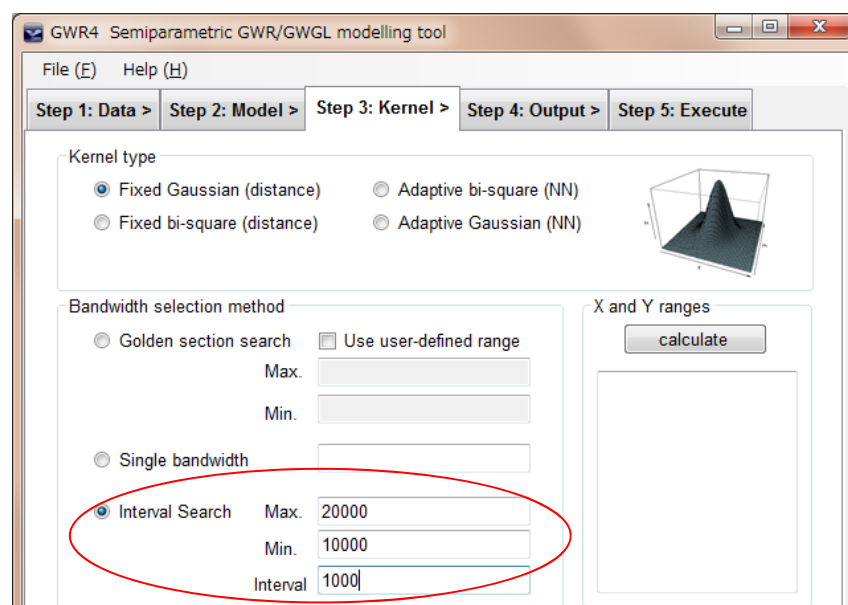 GWR4 Semiparametric GWR/GWGL modelling tool
File (F) Help (H)
Step 1: Data > Step 2: Model > Step 3: Kernel > Step 4: Output > Step 5: Execute
Kernel type
Fixed Gaussian (distance) Adaptive bi-square (NN)
Fixed bi-square (distance) Adaptive Gaussian (NN)
Bandwidth selection method X and Y ranges
Golden section search Use user-defined range calculate
Max.
Min.
Single bandwidth
Interval Search Max. 20000
Min. 10000
Interval 1000